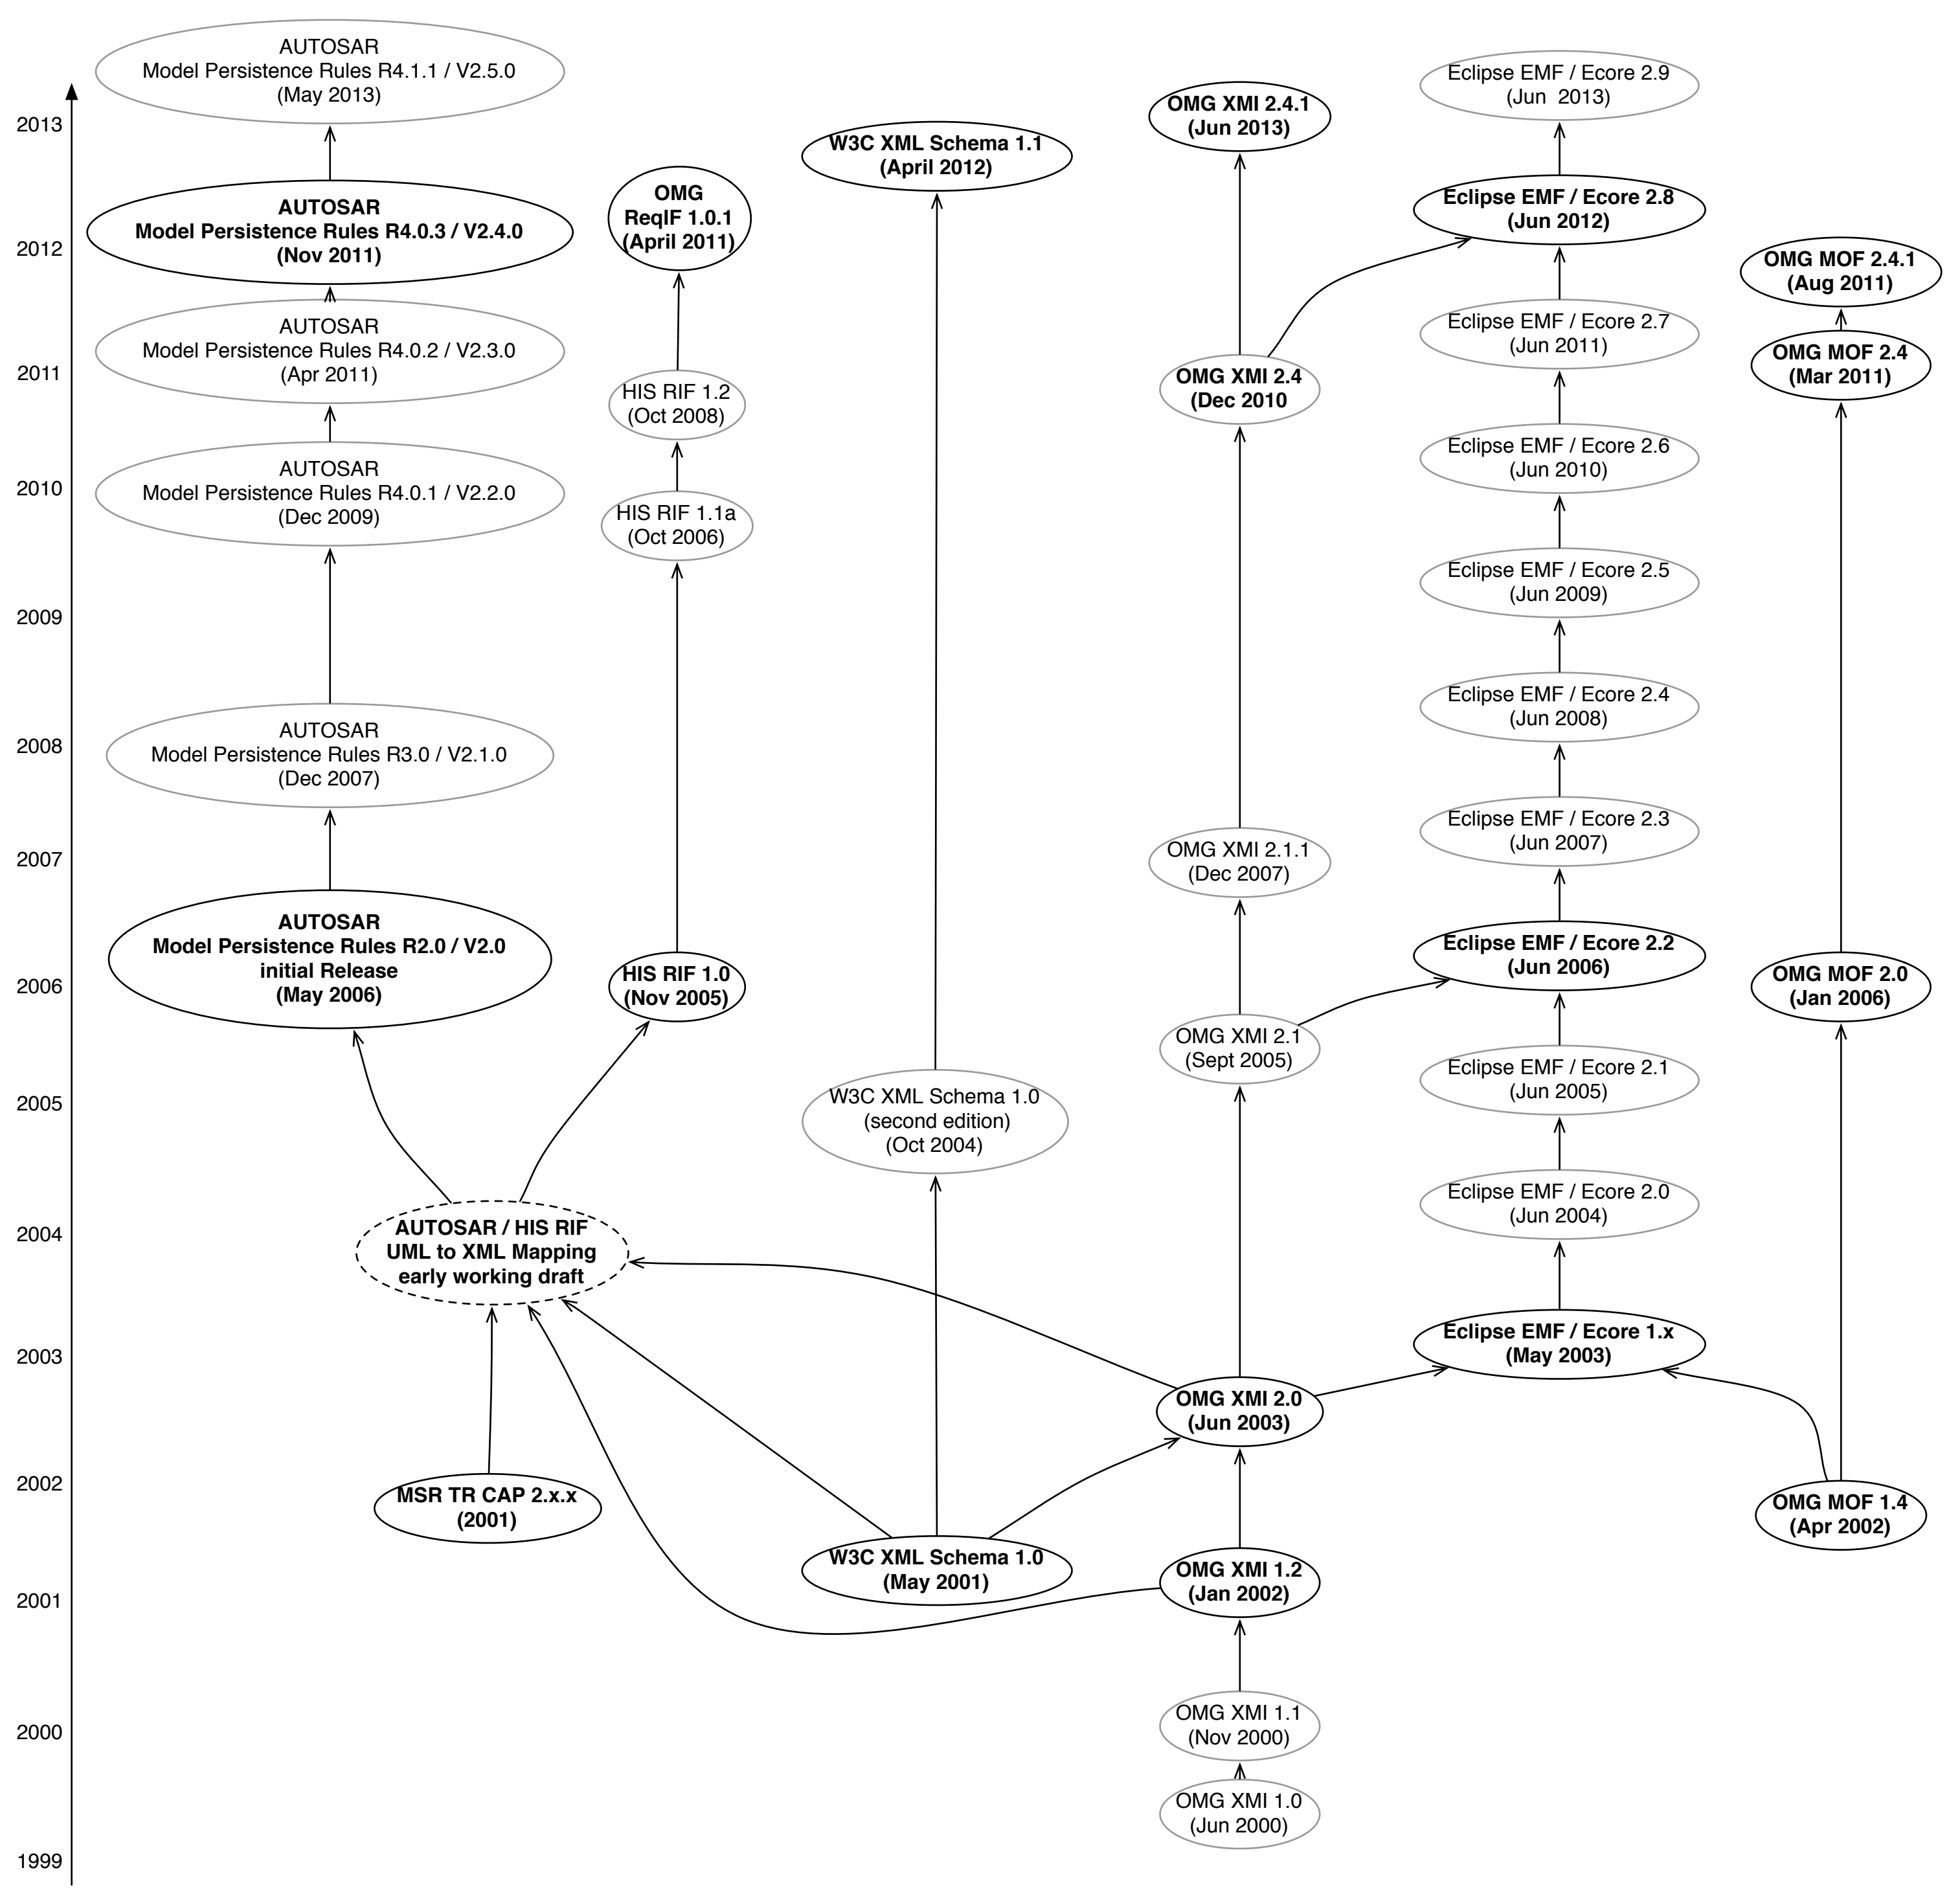 2013
2012
2011
2010
2009
2008
2007
2006
2005
2004
2003
2002
2001
2000
1999
AUTOSAR
Model Persistence Rules R4.1.1 / V2.5.0
(May 2013)
AUTOSAR
Model Persistence Rules R4.0.3 / V2.4.0
(Nov 2011)
AUTOSAR
Model Persistence Rules R4.0.2 / V2.3.0
(Apr 2011)
AUTOSAR
Model Persistence Rules R4.0.1 / V2.2.0
(Dec 2009)
AUTOSAR
Model Persistence Rules R3.0 / V2.1.0
(Dec 2007)
AUTOSAR
Model Persistence Rules R2.0 / V2.0
initial Release
(May 2006)
OMG
ReqIF 1.0.1
(April 2011)
HIS RIF 1.2
(Oct 2008)
HIS RIF 1.1a
(Oct 2006)
HIS RIF 1.0
(Nov 2005)
AUTOSAR / HIS RIF
UML to XML Mapping
early working draft
MSR TR CAP 2.x.x
(2001)
W3C XML Schema 1.1
(April 2012)
W3C XML Schema 1.0
(second edition)
(Oct 2004)
W3C XML Schema 1.0
(May 2001)
OMG XMI 2.4.1
(Jun 2013)
OMG XMI 2.4
(Dec 2010
OMG XMI 2.1.1
(Dec 2007)
OMG XMI 2.1
(Sept 2005)
OMG XMI 2.0
(Jun 2003)
OMG XMI 1.2
(Jan 2002)
OMG XMI 1.1
(Nov 2000)
OMG XMI 1.0
(Jun 2000)
Eclipse EMF / Ecore 2.9
(Jun 2013)
Eclipse EMF / Ecore 2.8
(Jun 2012)
Eclipse EMF / Ecore 2.7
(Jun 2011)
Eclipse EMF / Ecore 2.6
(Jun 2010)
Eclipse EMF / Ecore 2.5
(Jun 2009)
Eclipse EMF / Ecore 2.4
(Jun 2008)
Eclipse EMF / Ecore 2.3
(Jun 2007)
Eclipse EMF / Ecore 2.2
(Jun 2006)
Eclipse EMF / Ecore 2.1
(Jun 2005)
Eclipse EMF / Ecore 2.0
(Jun 2004)
Eclipse EMF / Ecore 1.x
(May 2003)
OMG MOF 2.4.1
(Aug 2011)
OMG MOF 2.4
(Mar 2011)
OMG MOF 2.0
(Jan 2006)
OMG MOF 1.4
(Apr 2002)